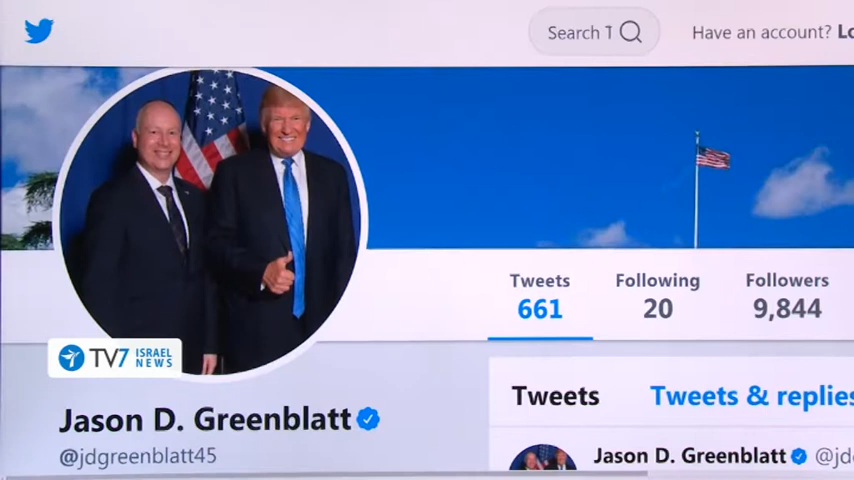 Search T
Have an account? Lo
Tweets
661
Following
20
Followers
9,844
TV7 ISRAEL NEWS
Jason D. Greenblatt
@jdgreenblatt45
Tweets
Tweets & replies
Jason D. Greenblatt @jd